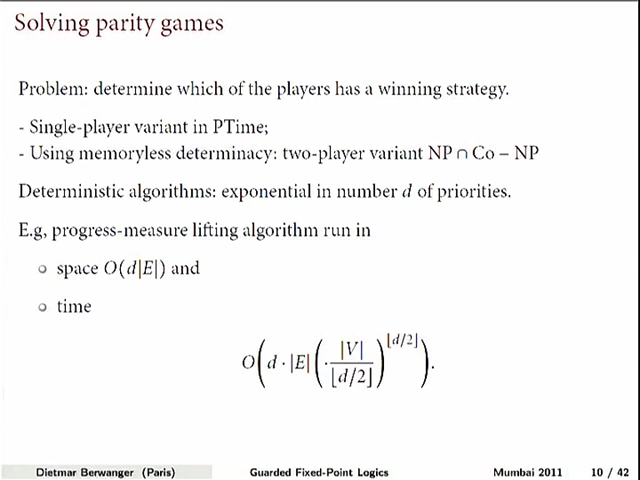 Solving parity games
Problem: determine which of the players has a winning strategy.
- Single-player variant in PTime;
- Using memoryless determinacy: two-player variant NP ∩ Co – NP
Deterministic algorithms: exponential in number d of priorities.
E.g, progress-measure lifting algorithm run in
space O(d|E|) and
time
O(d · |E| (· |V| / ⌊d/2⌋)^⌊d/2⌋).
Dietmar Berwanger (Paris) Guarded Fixed-Point Logics Mumbai 2011 10 / 42